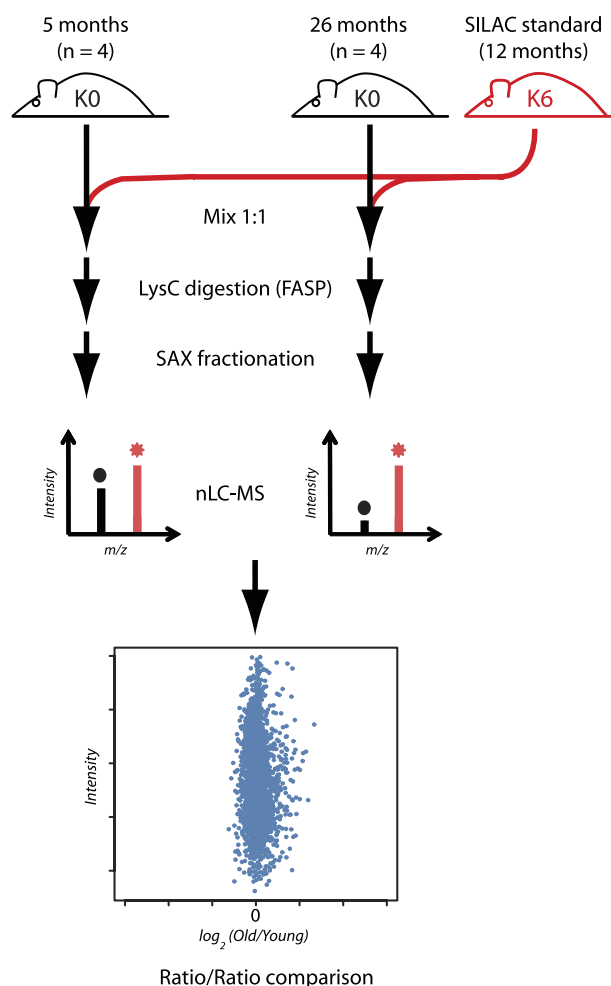 5 months
(n = 4)
26 months
(n = 4)
SILAC standard
(12 months)
K0
K0
K6
Mix 1:1
LysC digestion (FASP)
SAX fractionation
Intensity
m/z
nLC-MS
Intensity
m/z
Intensity
0
log2 (Old/Young)
Ratio/Ratio comparison